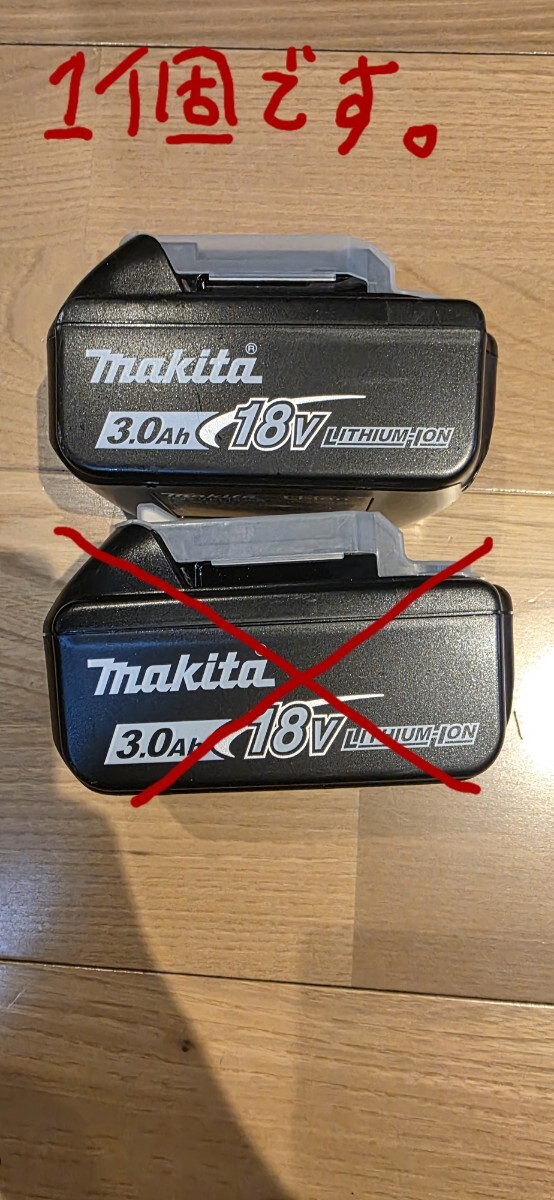 1個です。
makita®
3.0Ah 18V LITHIUM-ION
makita
3.0Ah 18V LITHIUM-ION